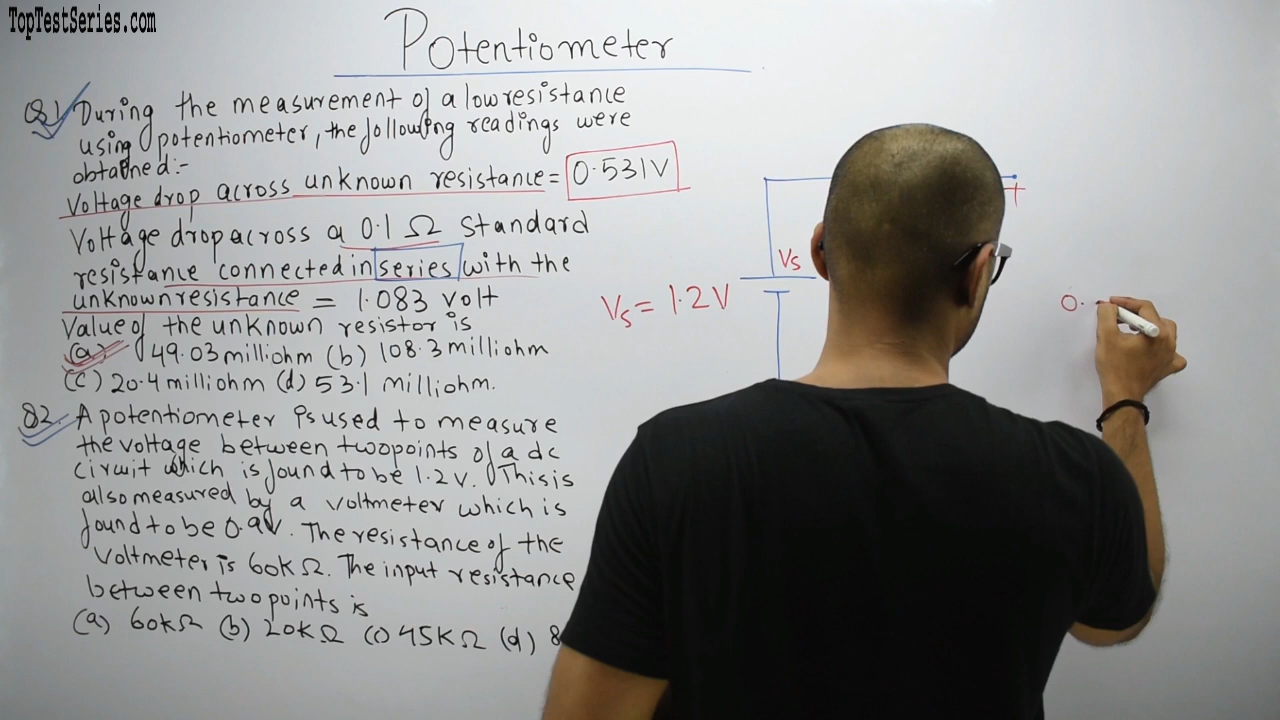 TopTestSeries.com
Potentiometer
Q1. During the measurement of a low resistance
using potentiometer, the following readings were
obtained:-
Voltage drop across unknown resistance = 0.531V
Voltage drop across a 0.1 Ω Standard
resistance connected in series with the
unknown resistance = 1.083 volt
Value of the unknown resistor is
(a) 49.03 milliohm (b) 108.3 milliohm
(c) 20.4 milliohm (d) 53.1 milliohm.
Q2. A potentiometer is used to measure
the voltage between two points of a dc
circuit which is found to be 1.2 V. This is
also measured by a voltmeter which is
found to be 0.9V. The resistance of the
Voltmeter is 60kΩ. The input resistance
between two points is
(a) 60kΩ (b) 20kΩ (c) 45kΩ (d) 8
+
Vs
Vs = 1.2 V
0.